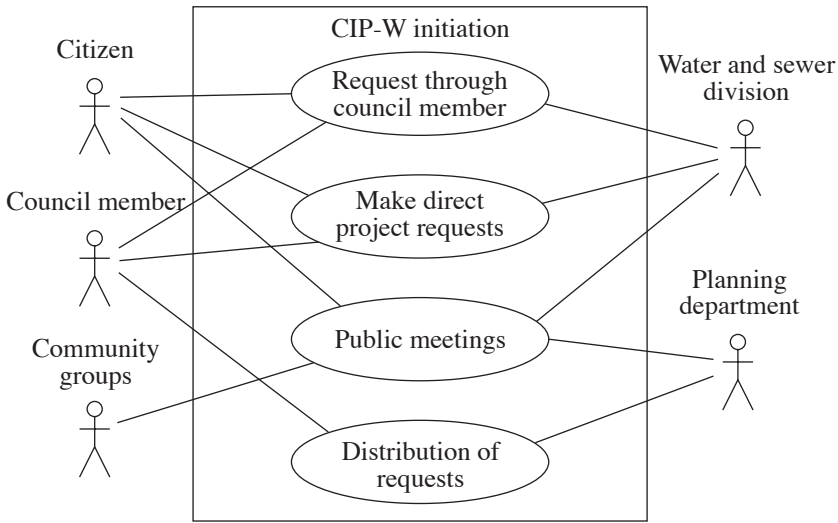 CIP-W initiation
Citizen
Request through
council member
Water and sewer
division
Council member
Make direct
project requests
Planning
department
Community
groups
Public meetings
Distribution of
requests